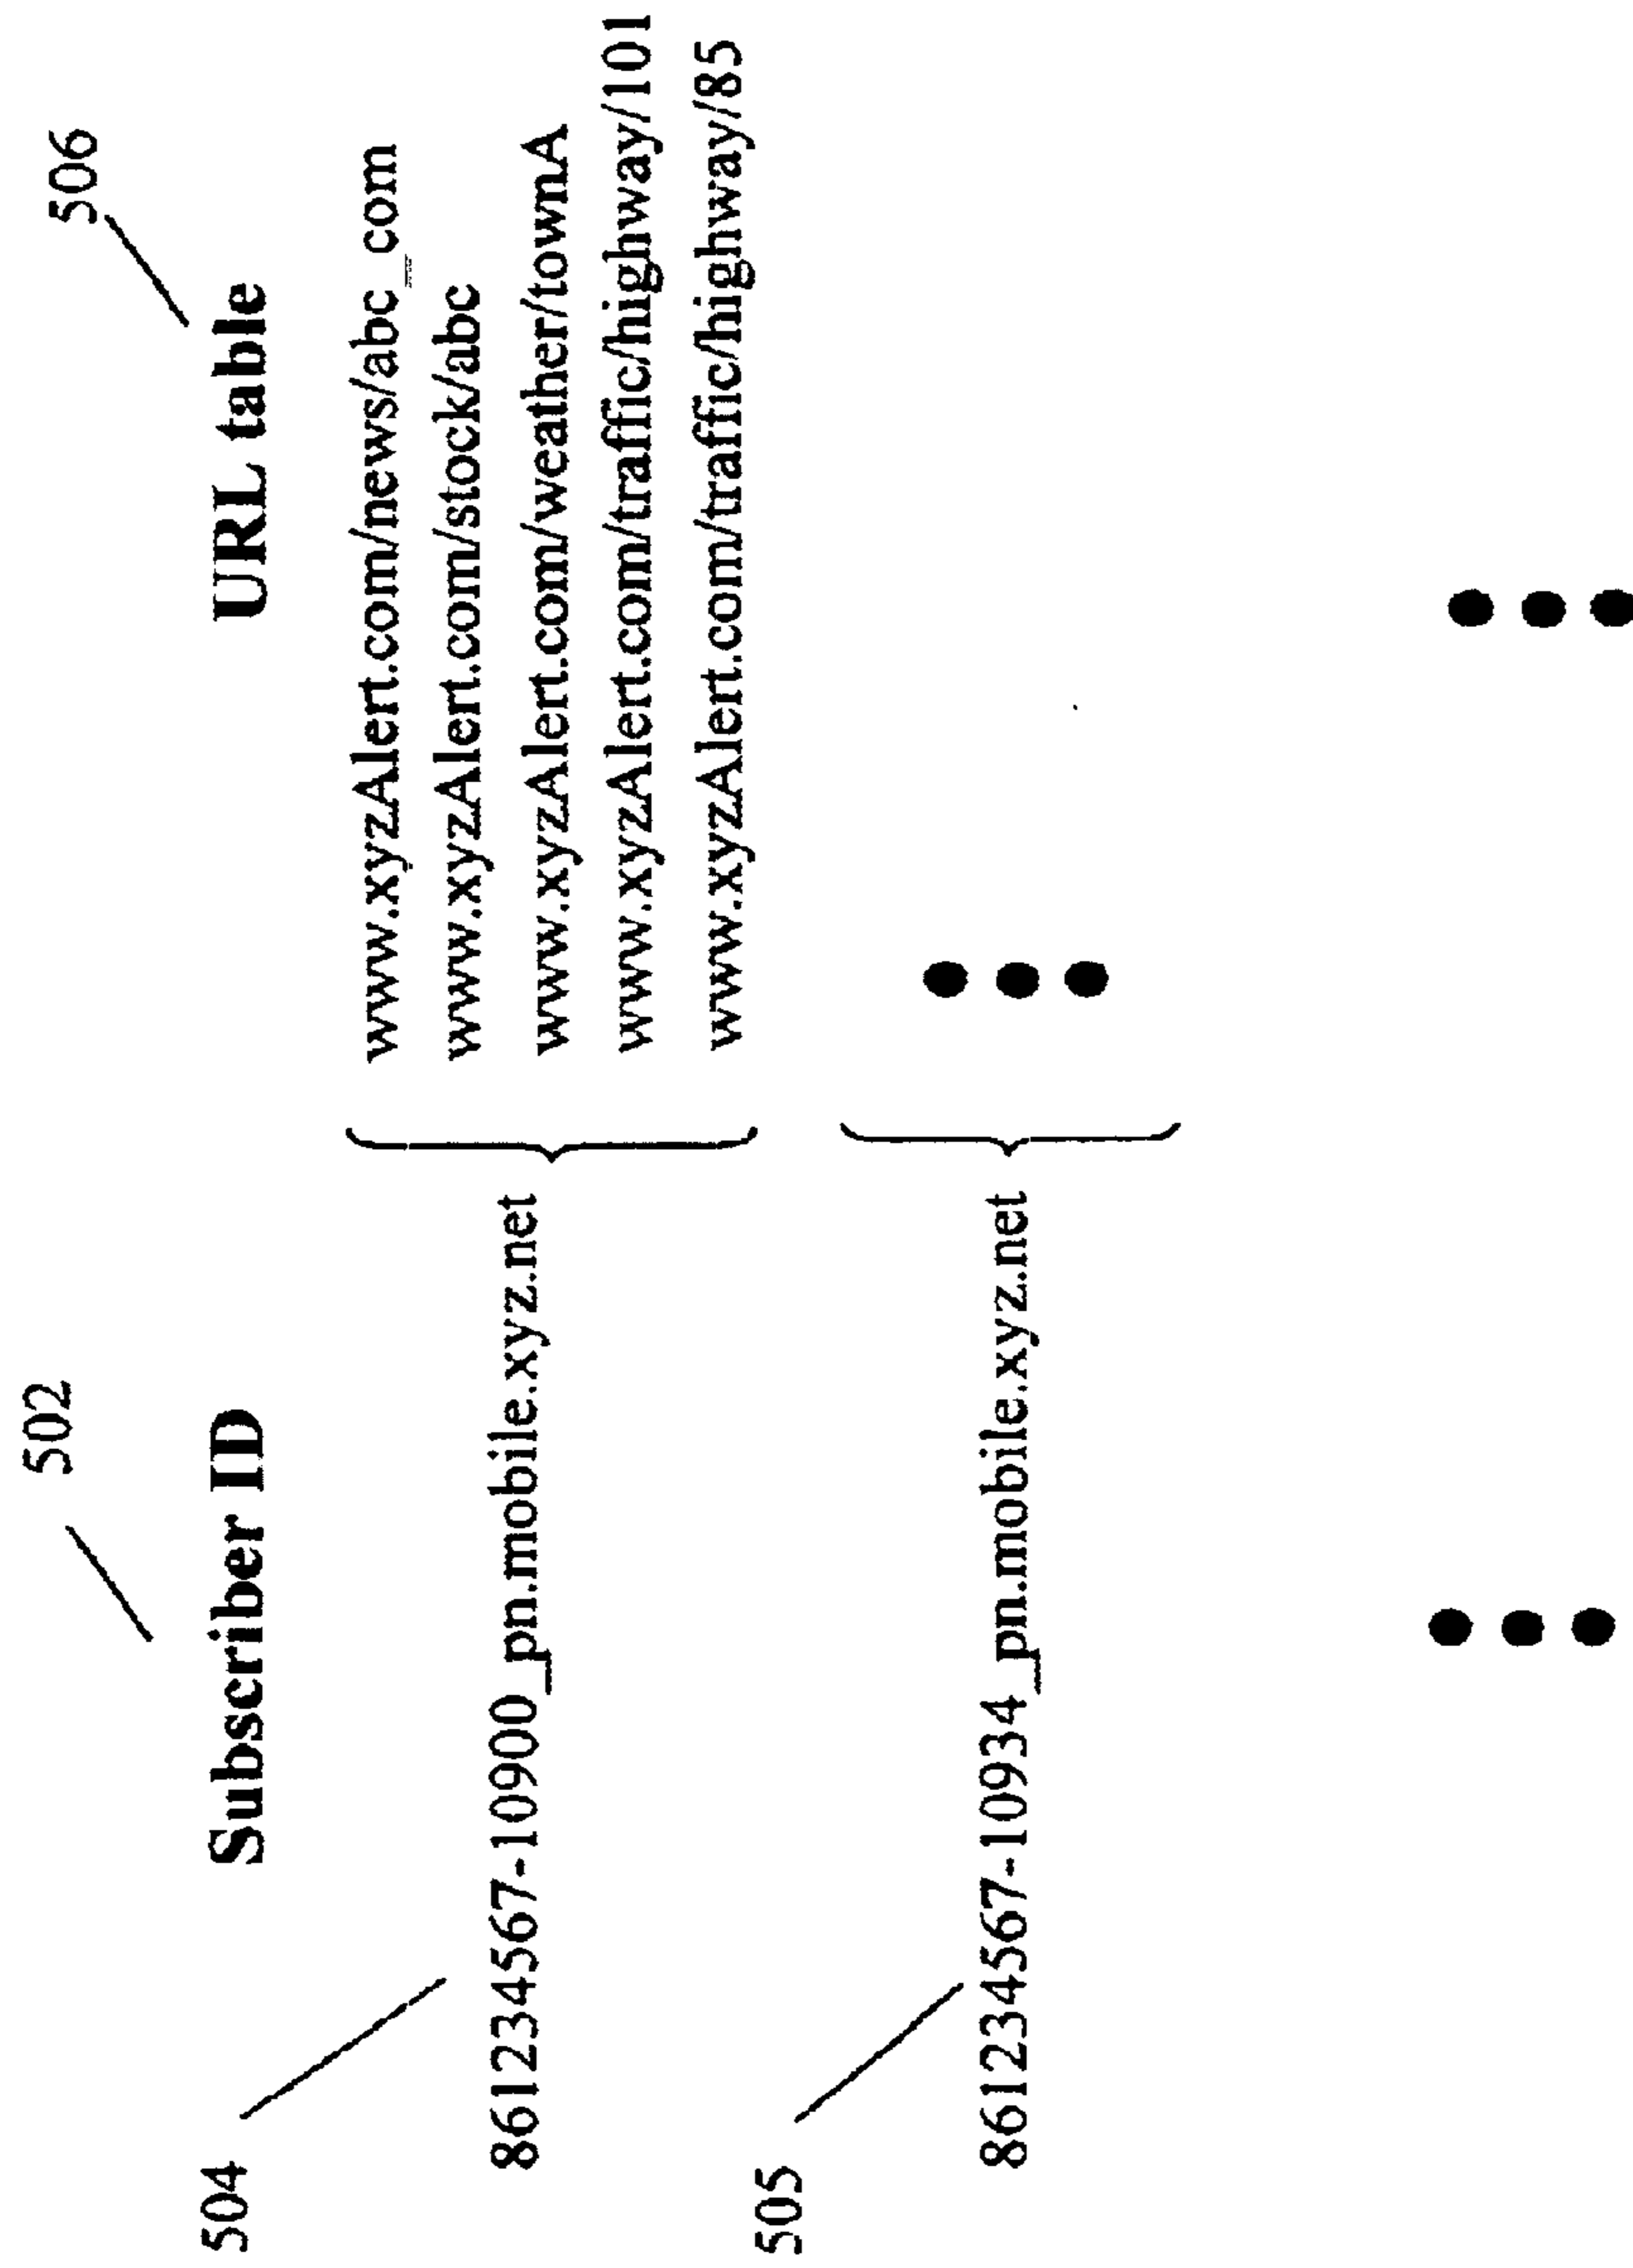 502
506
Subscriber ID
URL table
504
www.xyzAlert.com/news/abc_com
www.xyzAlert.com/stock/abc
861234567-10900_pn.mobile.xyz.net
www.xyzAlert.com/weather/townA
www.xyzAlert.com/traffic/highway/101
www.xyzAlert.com/traffic/highway/85
505
861234567-10934_pn.mobile.xyz.net